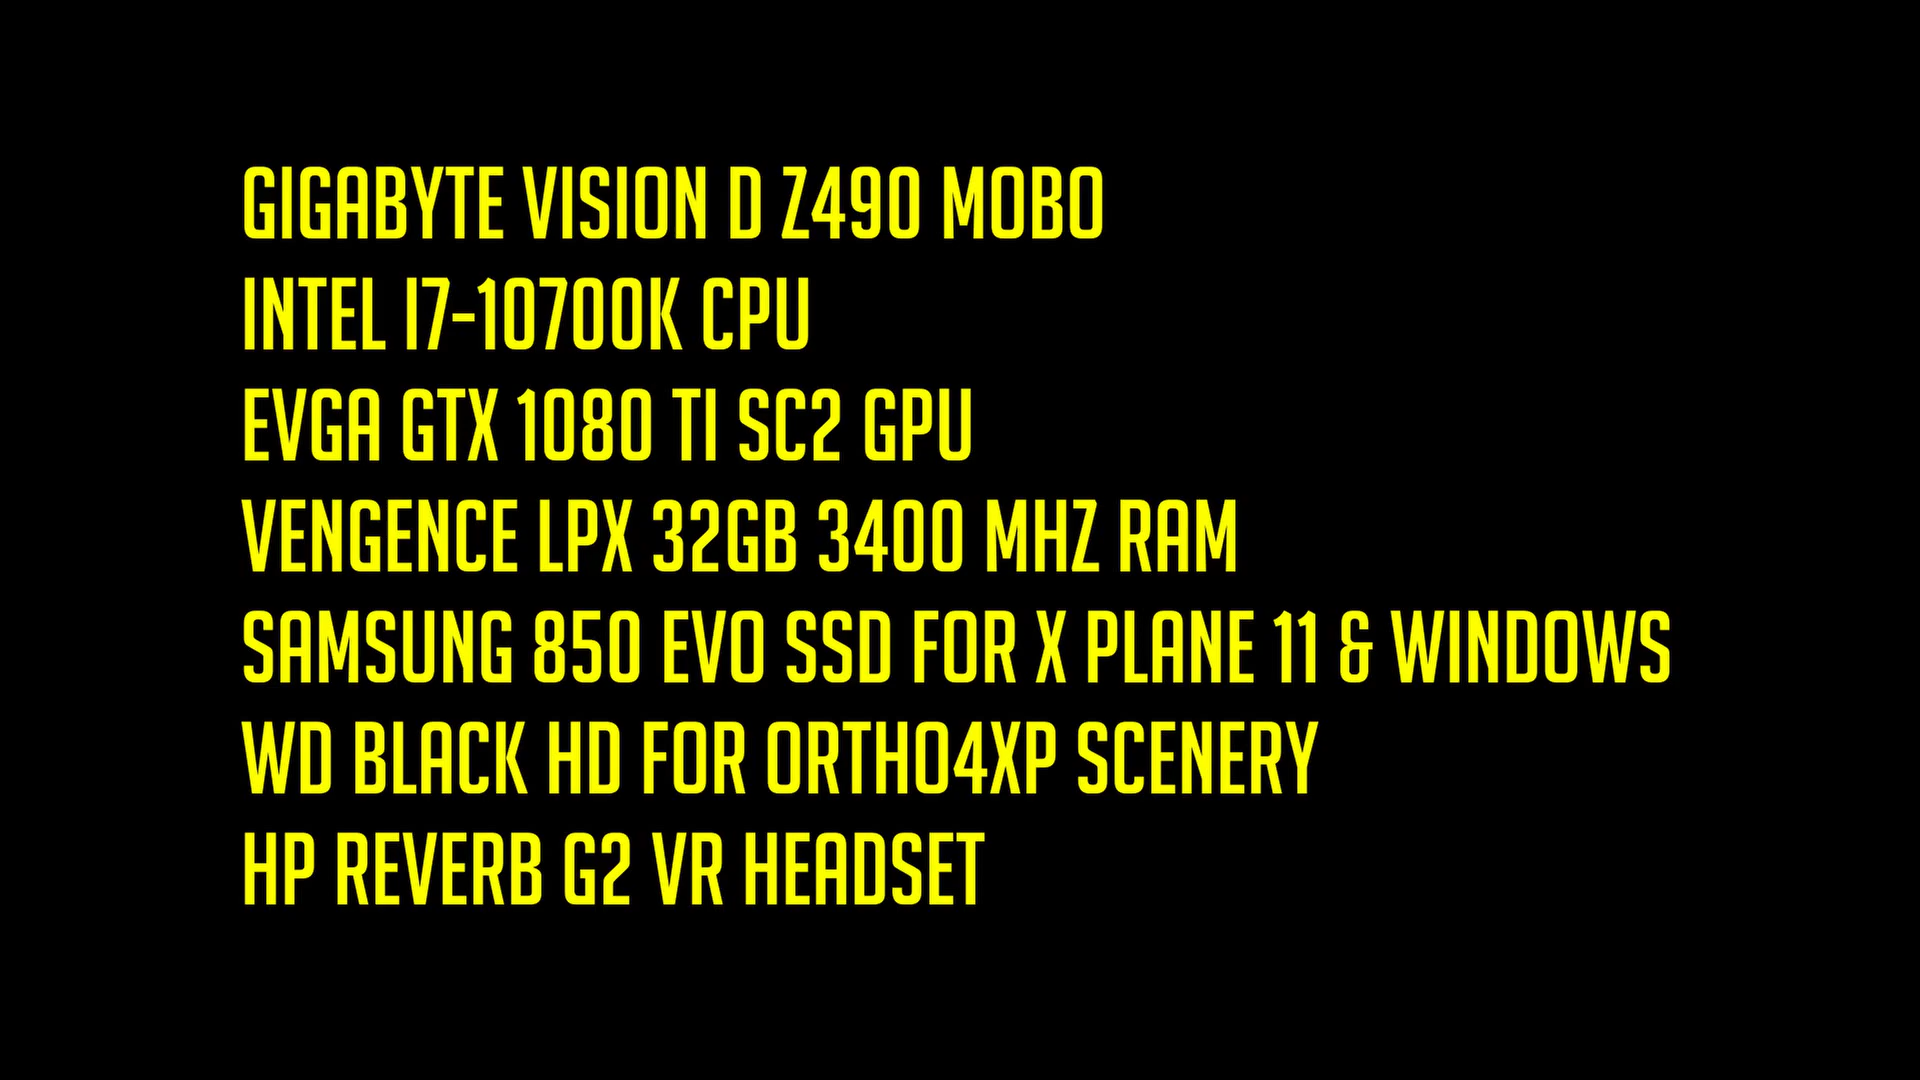 GIGABYTE VISION D Z490 MOBO
INTEL I7-10700K CPU
EVGA GTX 1080 TI SC2 GPU
VENGENCE LPX 32GB 3400 MHZ RAM
SAMSUNG 850 EVO SSD FOR X PLANE 11 & WINDOWS
WD BLACK HD FOR ORTHO4XP SCENERY
HP REVERB G2 VR HEADSET